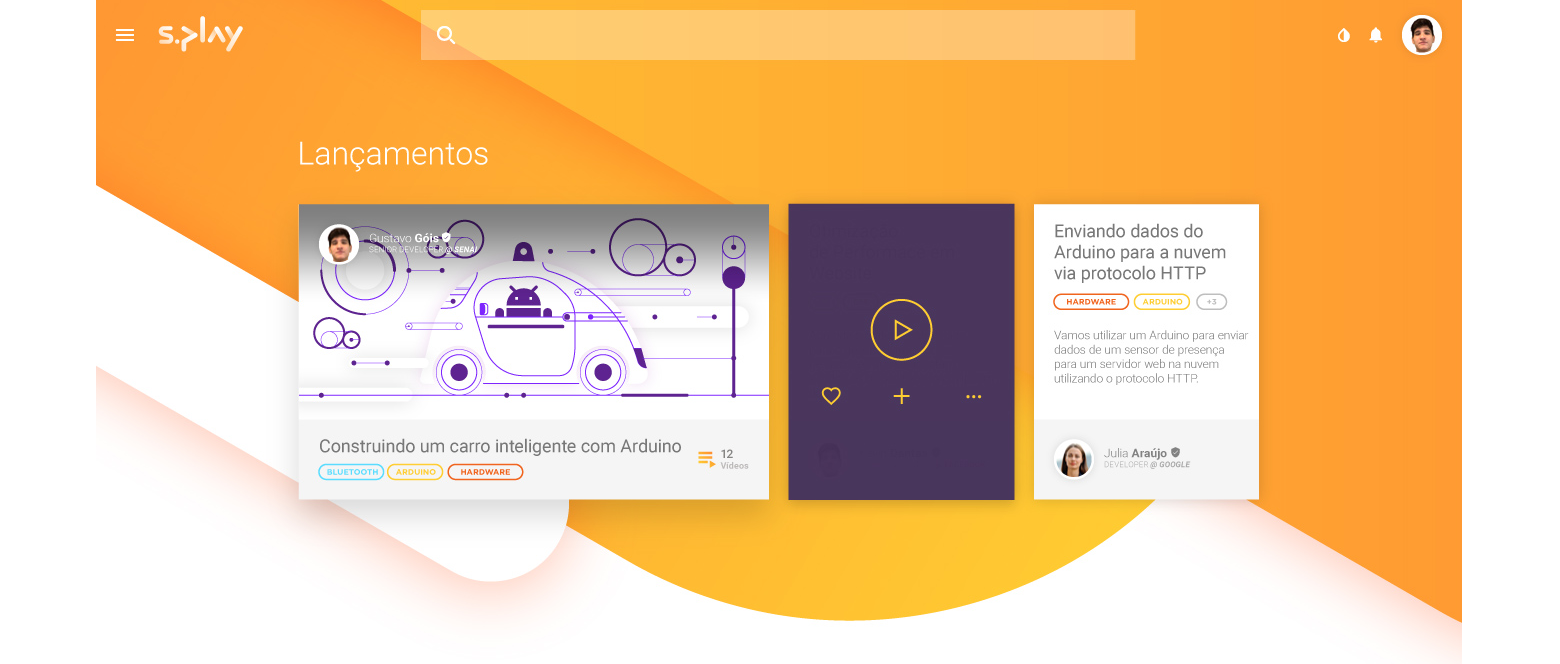 s.play
Lançamentos
Gustavo Góis
SENIOR DEVELOPER @ SENAI
Construindo um carro inteligente com Arduino
BLUETOOTH ARDUINO HARDWARE
12
Vídeos
Enviando dados do
Arduino para a nuvem
via protocolo HTTP
HARDWARE ARDUINO +3
Vamos utilizar um Arduino para enviar
dados de um sensor de presença
para um servidor web na nuvem
utilizando o protocolo HTTP.
Julia Araújo
DEVELOPER @ GOOGLE